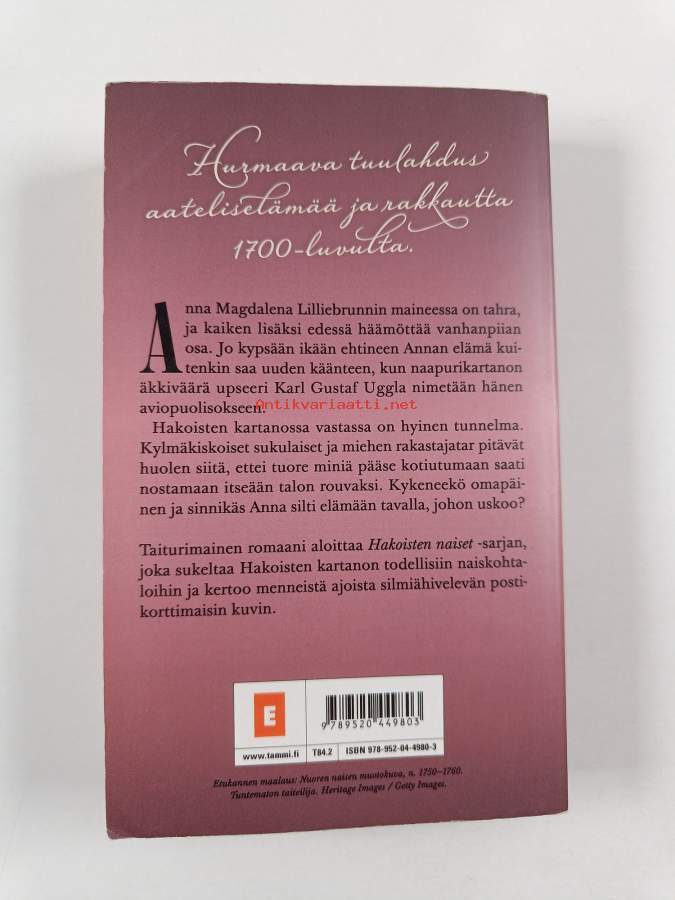 Hurmaava tuulahdus
aateliselämää ja rakkautta
1700-luvulta.
Anna Magdalena Lilliebrunnin maineessa on tahra,
ja kaiken lisäksi edessä häämöttää vanhanpiian
osa. Jo kypsään ikään ehtineen Annan elämä kui-
tenkin saa uuden käänteen, kun naapurikartanon
äkkiväärä upseeri Karl Gustaf Uggla nimetään hänen
aviopuolisokseen.
Antikvariaatti.net
Hakoisten kartanossa vastassa on hyinen tunnelma.
Kylmäkiskoiset sukulaiset ja miehen rakastajatar pitävät
huolen siitä, ettei tuore miniä pääse kotiutumaan saati
nostamaan itseään talon rouvaksi. Kykeneekö omapäi-
nen ja sinnikäs Anna silti elämään tavalla, johon uskoo?
Taiturimainen romaani aloittaa Hakoisten naiset -sarjan,
joka sukeltaa Hakoisten kartanon todellisiin naiskohta-
loihin ja kertoo menneistä ajoista silmiähivelevän posti-
korttimaisin kuvin.
E
9 789520 449803
www.tammi.fi
T84.2
ISBN 978-952-04-4980-3
Etukannen maalaus: Nuoren naisen muotokuva, n. 1750–1760.
Tuntematon taiteilija. Heritage Images / Getty Images.